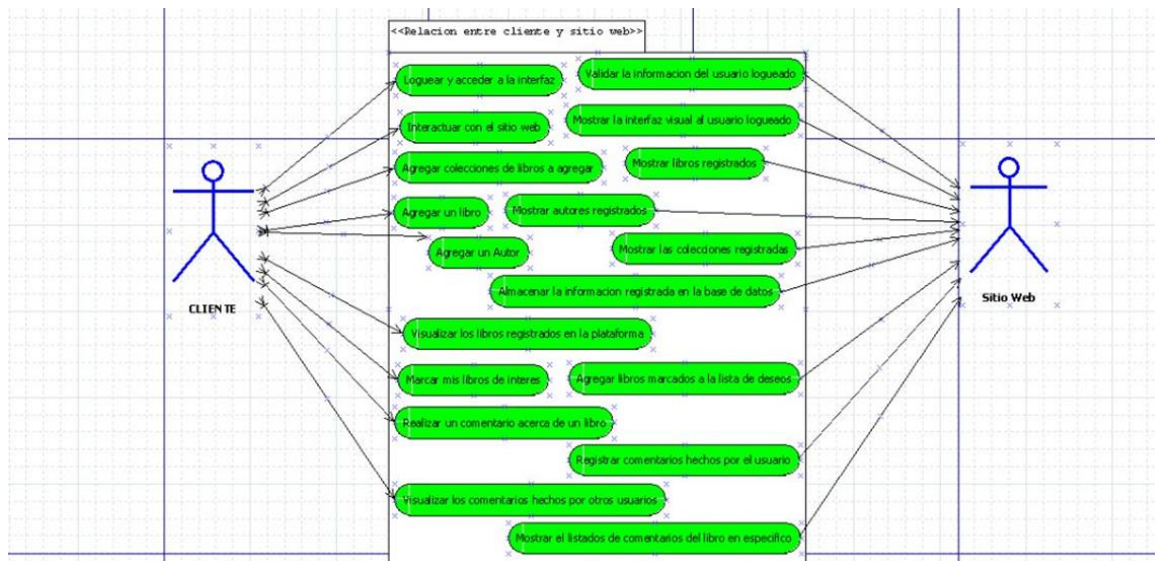 <<Relacion entre cliente y sitio web>>
Loguear y acceder a la interfaz
Validar la informacion del usuario logueado
Interactuar con el sitio web
Mostrar la interfaz visual al usuario logueado
Agregar colecciones de libros a agregar
Mostrar libros registrados
Agregar un libro
Mostrar autores registrados
Agregar un Autor
Mostrar las colecciones registradas
Almacenar la informacion registrada en la base de datos
CLIENTE
Sitio Web
Visualizar los libros registrados en la plataforma
Marcar mis libros de interes
Agregar libros marcados a la lista de deseos
Realizar un comentario acerca de un libro
Registrar comentarios hechos por el usuario
Visualizar los comentarios hechos por otros usuarios
Mostrar el listados de comentarios del libro en especifico